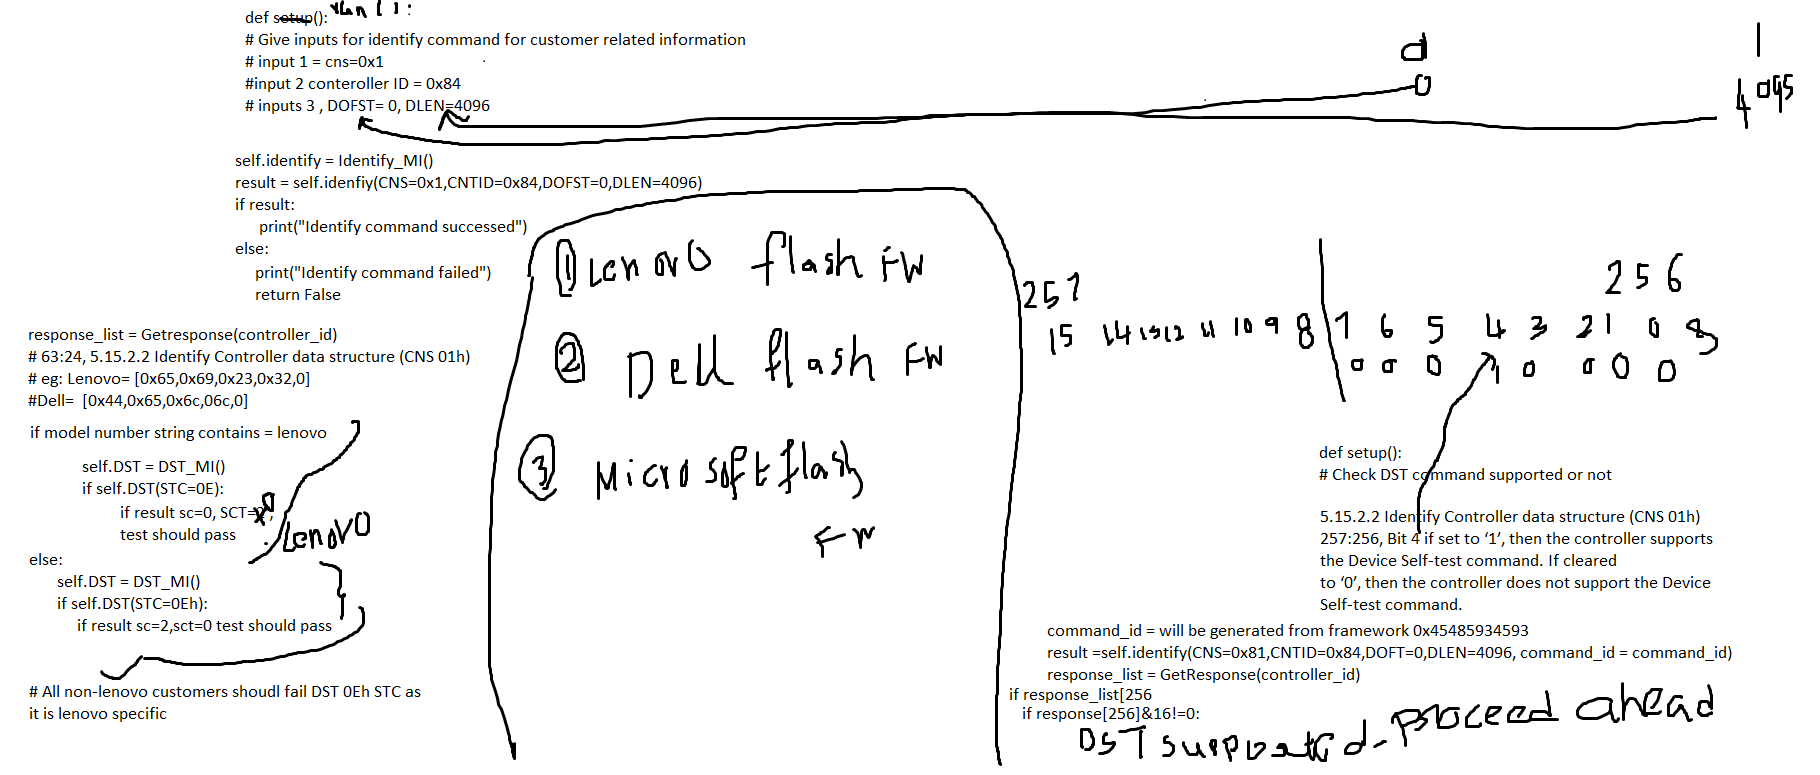 def setup(): run():
# Give inputs for identify command for customer related information
# input 1 = cns=0x1
#input 2 conteroller ID = 0x84
# inputs 3 , DOFST= 0, DLEN=4096
d 1
0 4095
self.identify = Identify_MI()
result = self.idenfiy(CNS=0x1,CNTID=0x84,DOFST=0,DLEN=4096)
if result:
print("Identify command successed")
else:
print("Identify command failed")
return False
response_list = Getresponse(controller_id)
# 63:24, 5.15.2.2 Identify Controller data structure (CNS 01h)
# eg: Lenovo= [0x65,0x69,0x23,0x32,0]
#Dell= [0x44,0x65,0x6c,06c,0]
if model number string contains = lenovo
self.DST = DST_MI()
if self.DST(STC=0E):
if result sc=0, SCT=
test should pass
Lenovo
else:
self.DST = DST_MI()
if self.DST(STC=0Eh):
if result sc=2,sct=0 test should pass
# All non-lenovo customers shoudl fail DST 0Eh STC as
it is lenovo specific
1 Lenovo flash FW
2 Dell flash FW
3 Microsoft flash
FW
257 256
15 14 13 12 11 10 9 8 7 6 5 4 3 2 1 0
0 0 0 1 0 0 0 0
def setup():
# Check DST command supported or not
5.15.2.2 Identify Controller data structure (CNS 01h)
257:256, Bit 4 if set to ‘1’, then the controller supports
the Device Self-test command. If cleared
to ‘0’, then the controller does not support the Device
Self-test command.
command_id = will be generated from framework 0x45485934593
result =self.identify(CNS=0x81,CNTID=0x84,DOFT=0,DLEN=4096, command_id = command_id)
response_list = GetResponse(controller_id)
if response_list[256
if response[256]&16!=0:
DST supported - proceed ahead